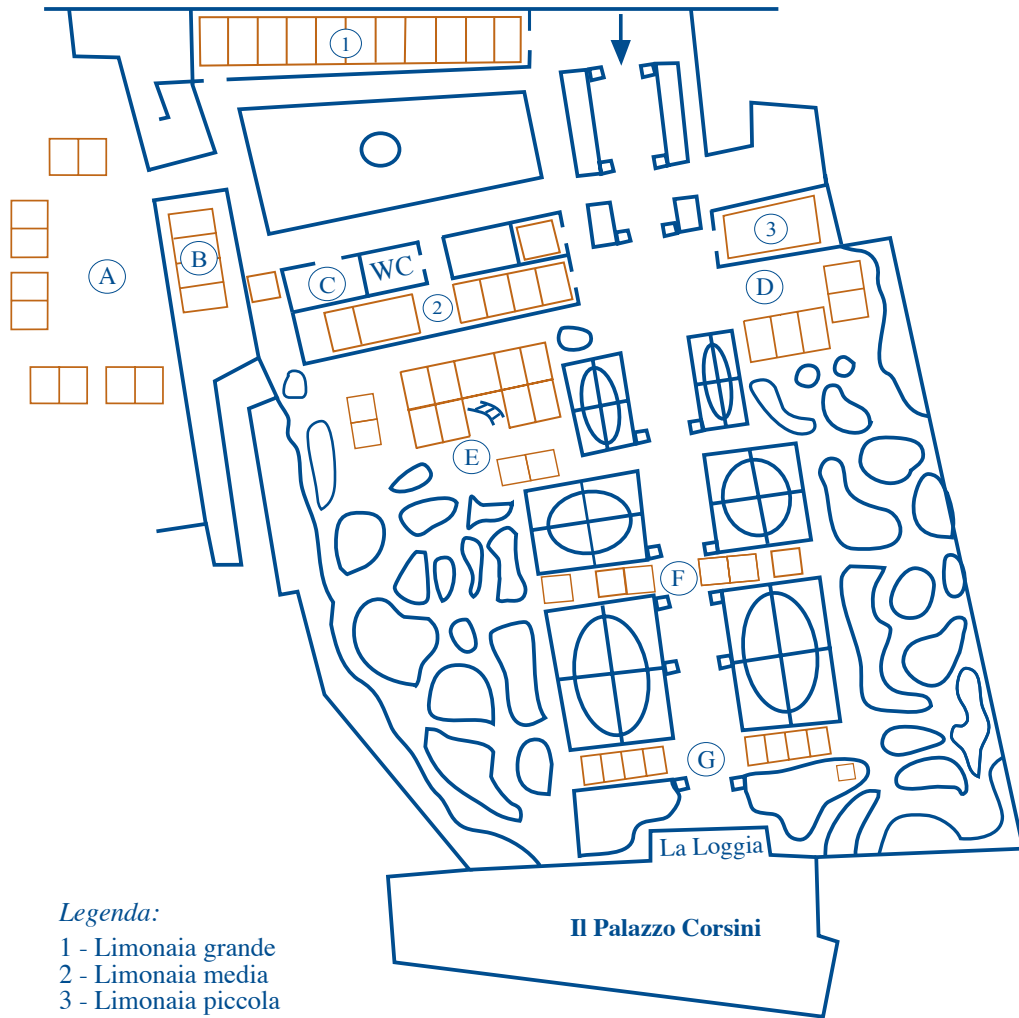 1
3
B
A
C
WC
2
D
E
F
G
La Loggia
Il Palazzo Corsini
Legenda:
1 - Limonaia grande
2 - Limonaia media
3 - Limonaia piccola